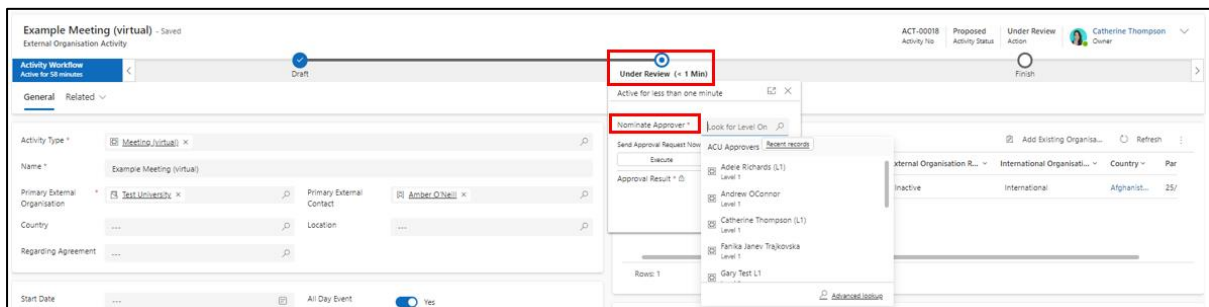 Example Meeting (virtual) - Saved
External Organisation Activity
ACT-00018 Proposed Under Review Catherine Thompson
Activity No Activity Status Action Owner
Activity Workflow
Active for 58 minutes
Draft
Under Review (< 1 Min)
Finish
General Related
Active for less than one minute
Nominate Approver *
Look for Level On
Send Approval Request Now
Execute
Approval Result *
ACU Approvers Recent records
Adele Richards (L1)
Level 1
Andrew OConnor
Level 1
Catherine Thompson (L1)
Level 1
Fanika Janev Trajkovska
Level 1
Gary Test L1
Advanced lookup
Activity Type * Meeting (virtual) ×
Name * Example Meeting (virtual)
Primary External Organisation * Test University × Primary External Contact Amber O'Neill ×
Country --- Location ---
Regarding Agreement ---
Start Date --- All Day Event Yes
Add Existing Organisa... Refresh
xternal Organisation R... International Organisati... Country Par
Inactive International Afghanist... 25/
Rows: 1